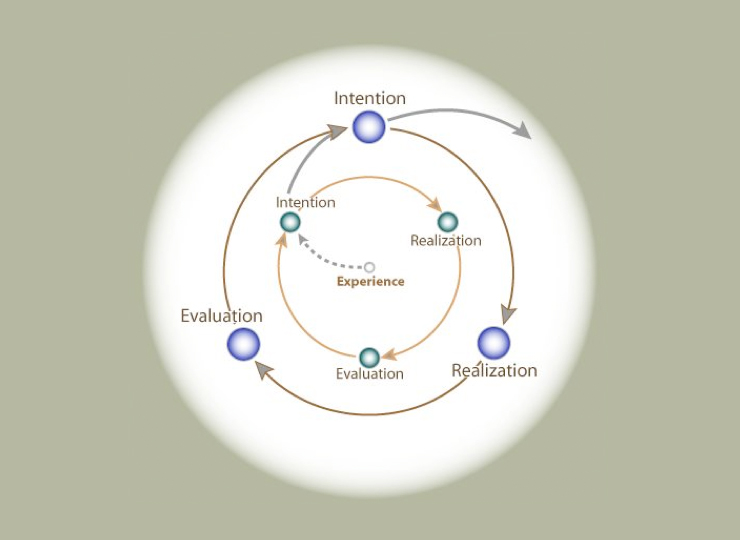 Intention
Intention
Realization
Experience
Evaluation
Evaluation
Realization